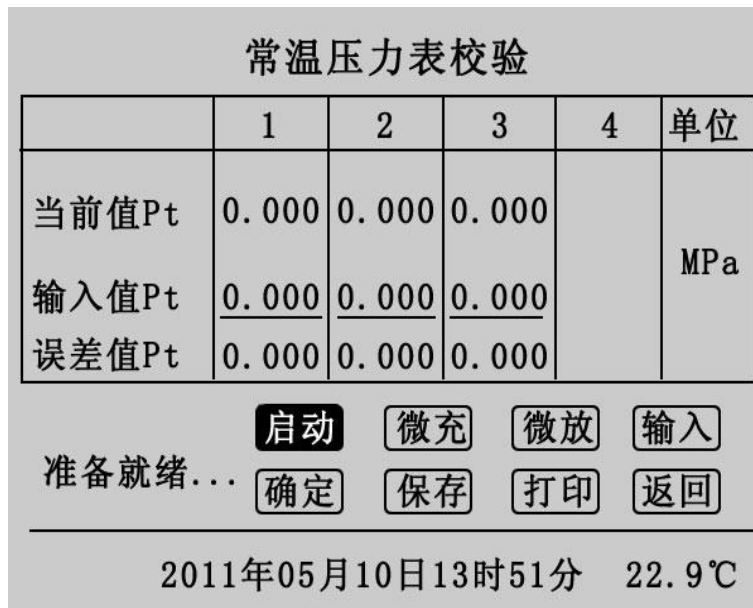 常温压力表校验
1 2 3 4 单位
当前值Pt 0.000 0.000 0.000
MPa
输入值Pt 0.000 0.000 0.000
误差值Pt 0.000 0.000 0.000
启动 微充 微放 输入
准备就绪...
确定 保存 打印 返回
2011年05月10日13时51分 22.9℃